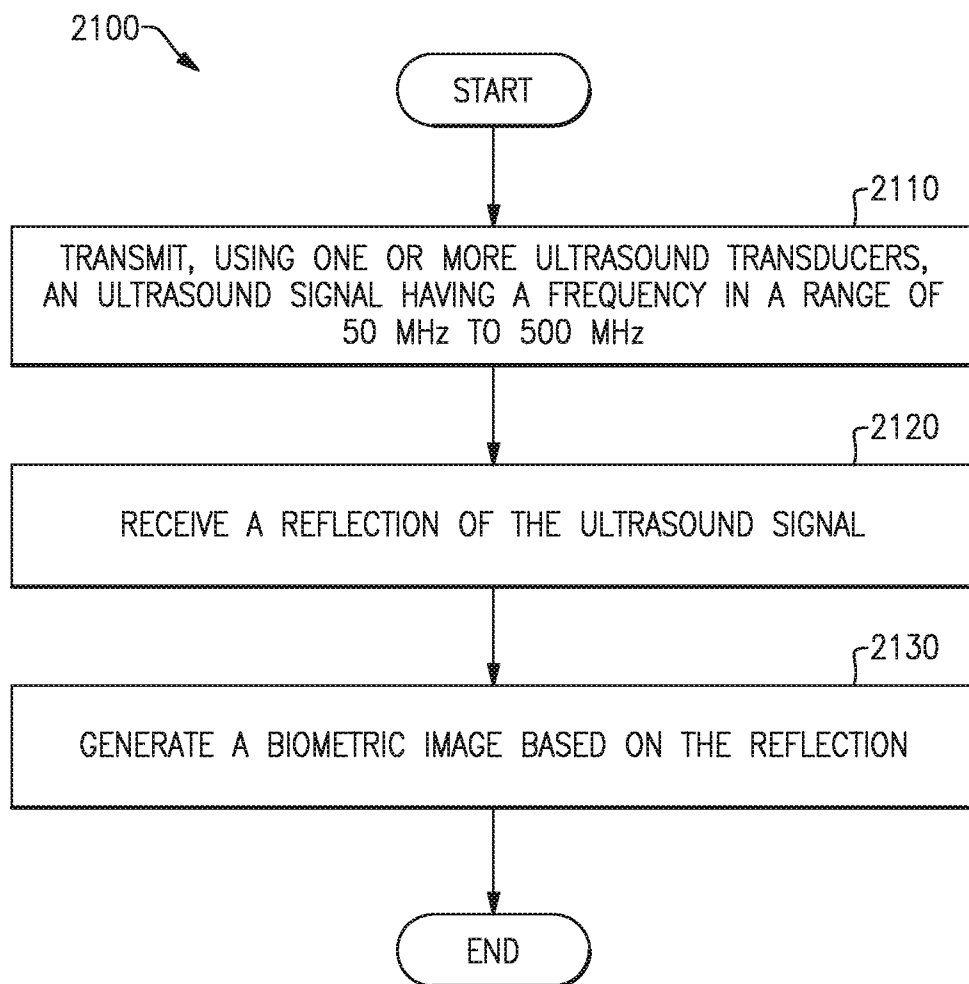 2100
START
2110
TRANSMIT, USING ONE OR MORE ULTRASOUND TRANSDUCERS,
AN ULTRASOUND SIGNAL HAVING A FREQUENCY IN A RANGE OF
50 MHz TO 500 MHz
2120
RECEIVE A REFLECTION OF THE ULTRASOUND SIGNAL
2130
GENERATE A BIOMETRIC IMAGE BASED ON THE REFLECTION
END